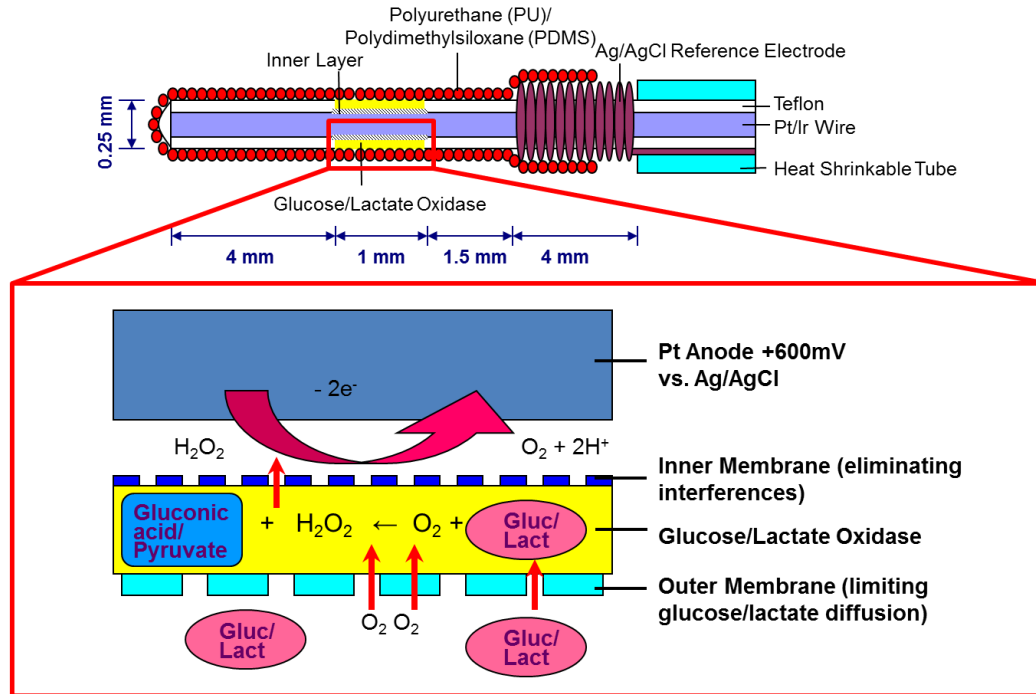 Polyurethane (PU)/
Polydimethylsiloxane (PDMS)
Inner Layer
Ag/AgCl Reference Electrode
Teflon
Pt/Ir Wire
Heat Shrinkable Tube
0.25 mm
Glucose/Lactate Oxidase
4 mm
1 mm
1.5 mm
4 mm
Pt Anode +600mV
vs. Ag/AgCl
- 2e⁻
H₂O₂
O₂ + 2H⁺
Inner Membrane (eliminating
interferences)
Gluconic
acid/
Pyruvate
+ H₂O₂ ← O₂ +
Gluc/
Lact
Glucose/Lactate Oxidase
Outer Membrane (limiting
glucose/lactate diffusion)
O₂ O₂
Gluc/
Lact
Gluc/
Lact